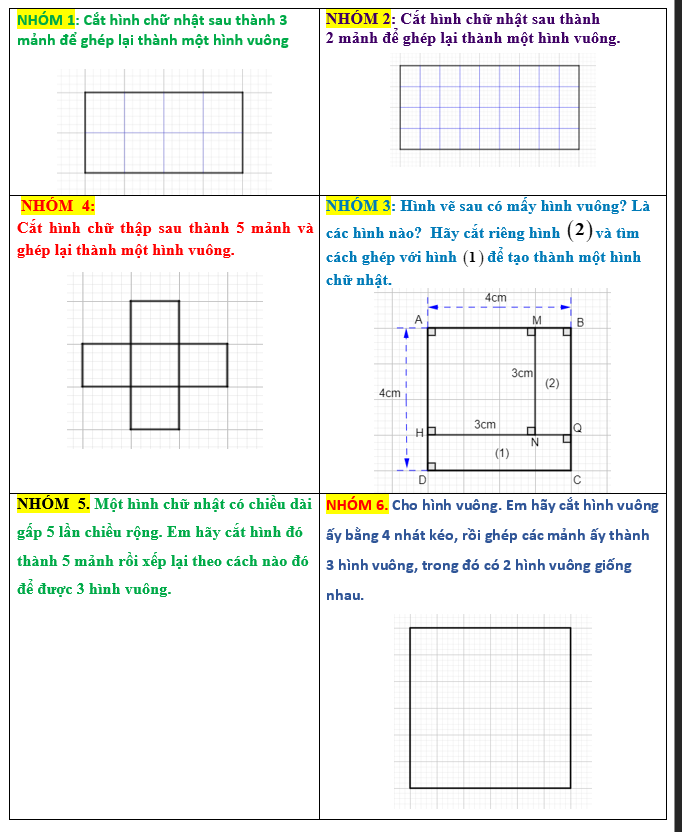 NHÓM 1: Cắt hình chữ nhật sau thành 3
mảnh để ghép lại thành một hình vuông
NHÓM 2: Cắt hình chữ nhật sau thành
2 mảnh để ghép lại thành một hình vuông.
NHÓM 4:
Cắt hình chữ thập sau thành 5 mảnh và
ghép lại thành một hình vuông.
NHÓM 3: Hình vẽ sau có mấy hình vuông? Là
các hình nào? Hãy cắt riêng hình (2) và tìm
cách ghép với hình (1) để tạo thành một hình
chữ nhật.
4cm
A M B
3cm
(2)
4cm
3cm
H N Q
(1)
D C
NHÓM 5. Một hình chữ nhật có chiều dài
gấp 5 lần chiều rộng. Em hãy cắt hình đó
thành 5 mảnh rồi xếp lại theo cách nào đó
để được 3 hình vuông.
NHÓM 6. Cho hình vuông. Em hãy cắt hình vuông
ấy bằng 4 nhát kéo, rồi ghép các mảnh ấy thành
3 hình vuông, trong đó có 2 hình vuông giống
nhau.